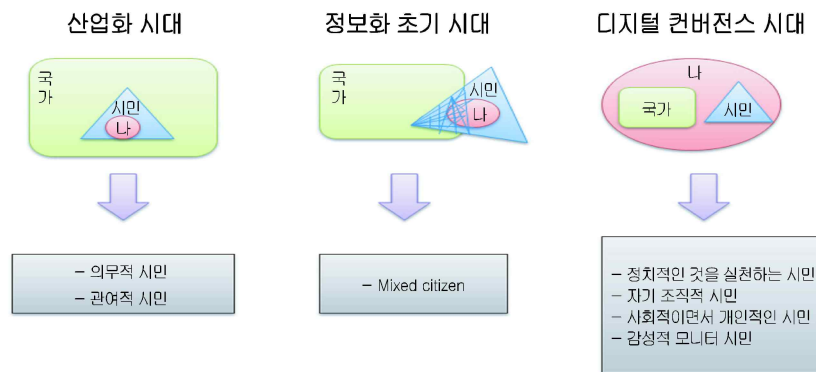 산업화 시대
국
가
시민
나
- 의무적 시민
- 관여적 시민
정보화 초기 시대
국
가
시민
나
- Mixed citizen
디지털 컨버전스 시대
나
국가
시민
- 정치적인 것을 실천하는 시민
- 자기 조직적 시민
- 사회적이면서 개인적인 시민
- 감성적 모니터 시민